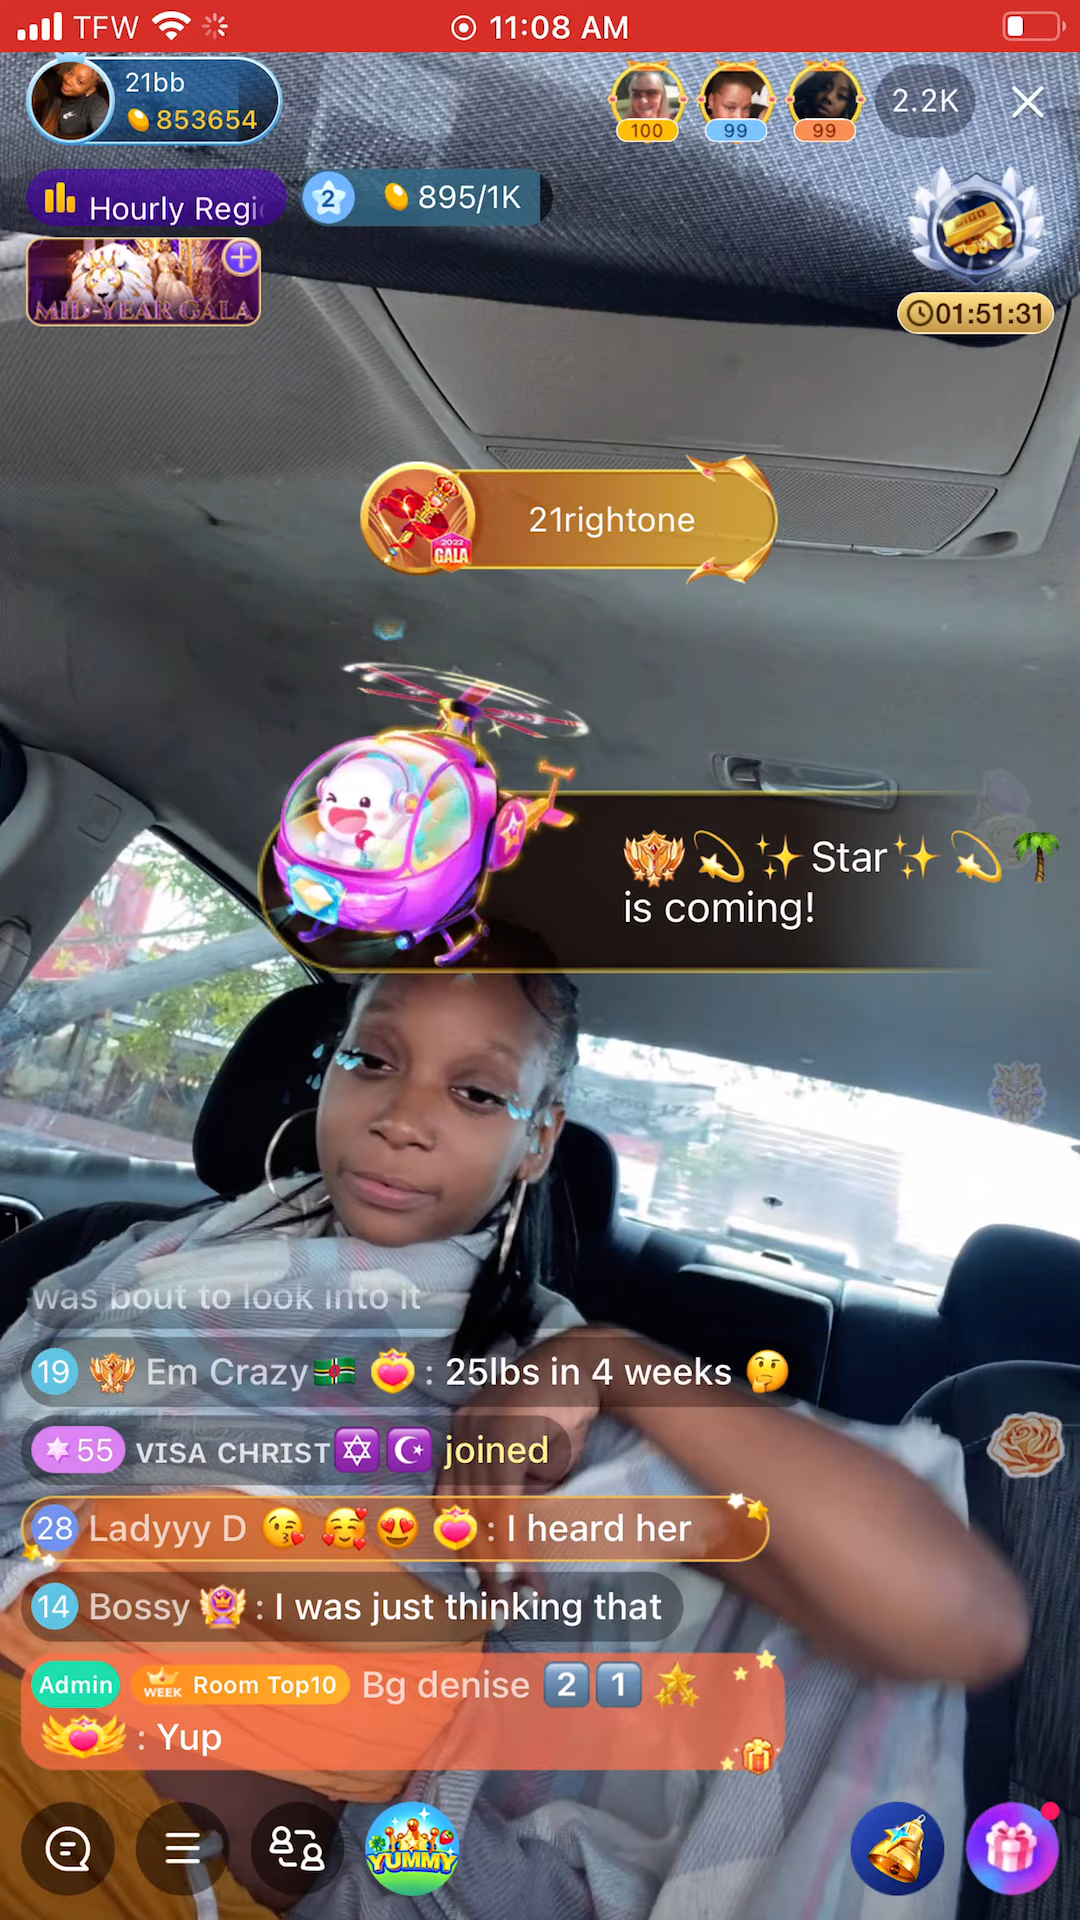 TFW
11:08 AM
21bb
853654
100
99
99
2.2K
Hourly Regi
2
895/1K
MID-YEAR GALA
01:51:31
2022
GALA
21rightone
Star
is coming!
was bout to look into it
19 Em Crazy : 25lbs in 4 weeks
55 VISA CHRIST joined
28 Ladyyy D : I heard her
14 Bossy : I was just thinking that
Admin WEEK Room Top10 Bg denise 2 1
: Yup
YUMMY